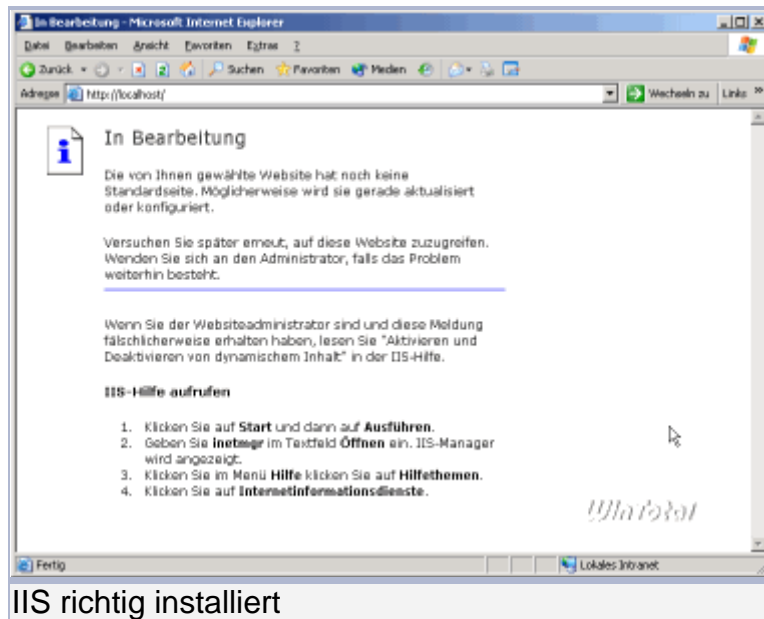 In Bearbeitung - Microsoft Internet Explorer
Datei Bearbeiten Ansicht Favoriten Extras ?
Zurück Suchen Favoriten Medien
Adresse http://localhost/ Wechseln zu Links »
In Bearbeitung
Die von Ihnen gewählte Website hat noch keine
Standardseite. Möglicherweise wird sie gerade aktualisiert
oder konfiguriert.
Versuchen Sie später erneut, auf diese Website zuzugreifen.
Wenden Sie sich an den Administrator, falls das Problem
weiterhin besteht.
Wenn Sie der Websiteadministrator sind und diese Meldung
fälschlicherweise erhalten haben, lesen Sie "Aktivieren und
Deaktivieren von dynamischem Inhalt" in der IIS-Hilfe.
IIS-Hilfe aufrufen
1. Klicken Sie auf Start und dann auf Ausführen.
2. Geben Sie inetmgr im Textfeld Öffnen ein. IIS-Manager
wird angezeigt.
3. Klicken Sie im Menü Hilfe klicken Sie auf Hilfethemen.
4. Klicken Sie auf Internetinformationsdienste.
WinTotal
Fertig Lokales Intranet
IIS richtig installiert